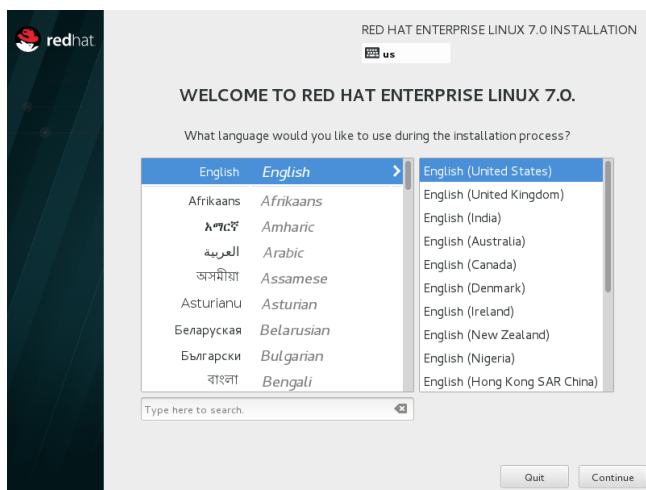 redhat
RED HAT ENTERPRISE LINUX 7.0 INSTALLATION
us
WELCOME TO RED HAT ENTERPRISE LINUX 7.0.
What language would you like to use during the installation process?
English English
Afrikaans Afrikaans
አማርኛ Amharic
العربية Arabic
অসমীয়া Assamese
Asturianu Asturian
Беларуская Belarusian
Български Bulgarian
বাংলা Bengali
English (United States)
English (United Kingdom)
English (India)
English (Australia)
English (Canada)
English (Denmark)
English (Ireland)
English (New Zealand)
English (Nigeria)
English (Hong Kong SAR China)
Type here to search.
Quit Continue